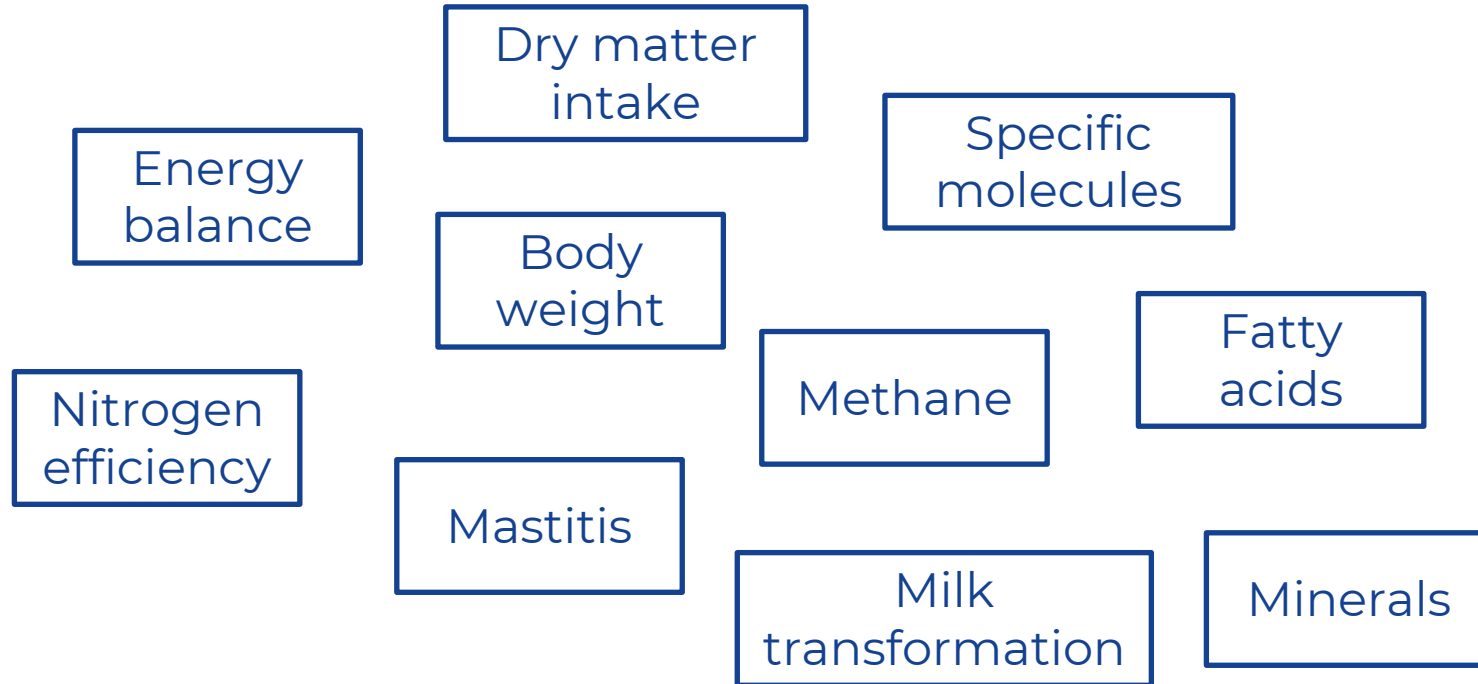 Dry matter
intake
Specific
molecules
Energy
balance
Body
weight
Fatty
acids
Methane
Nitrogen
efficiency
Mastitis
Milk
transformation
Minerals